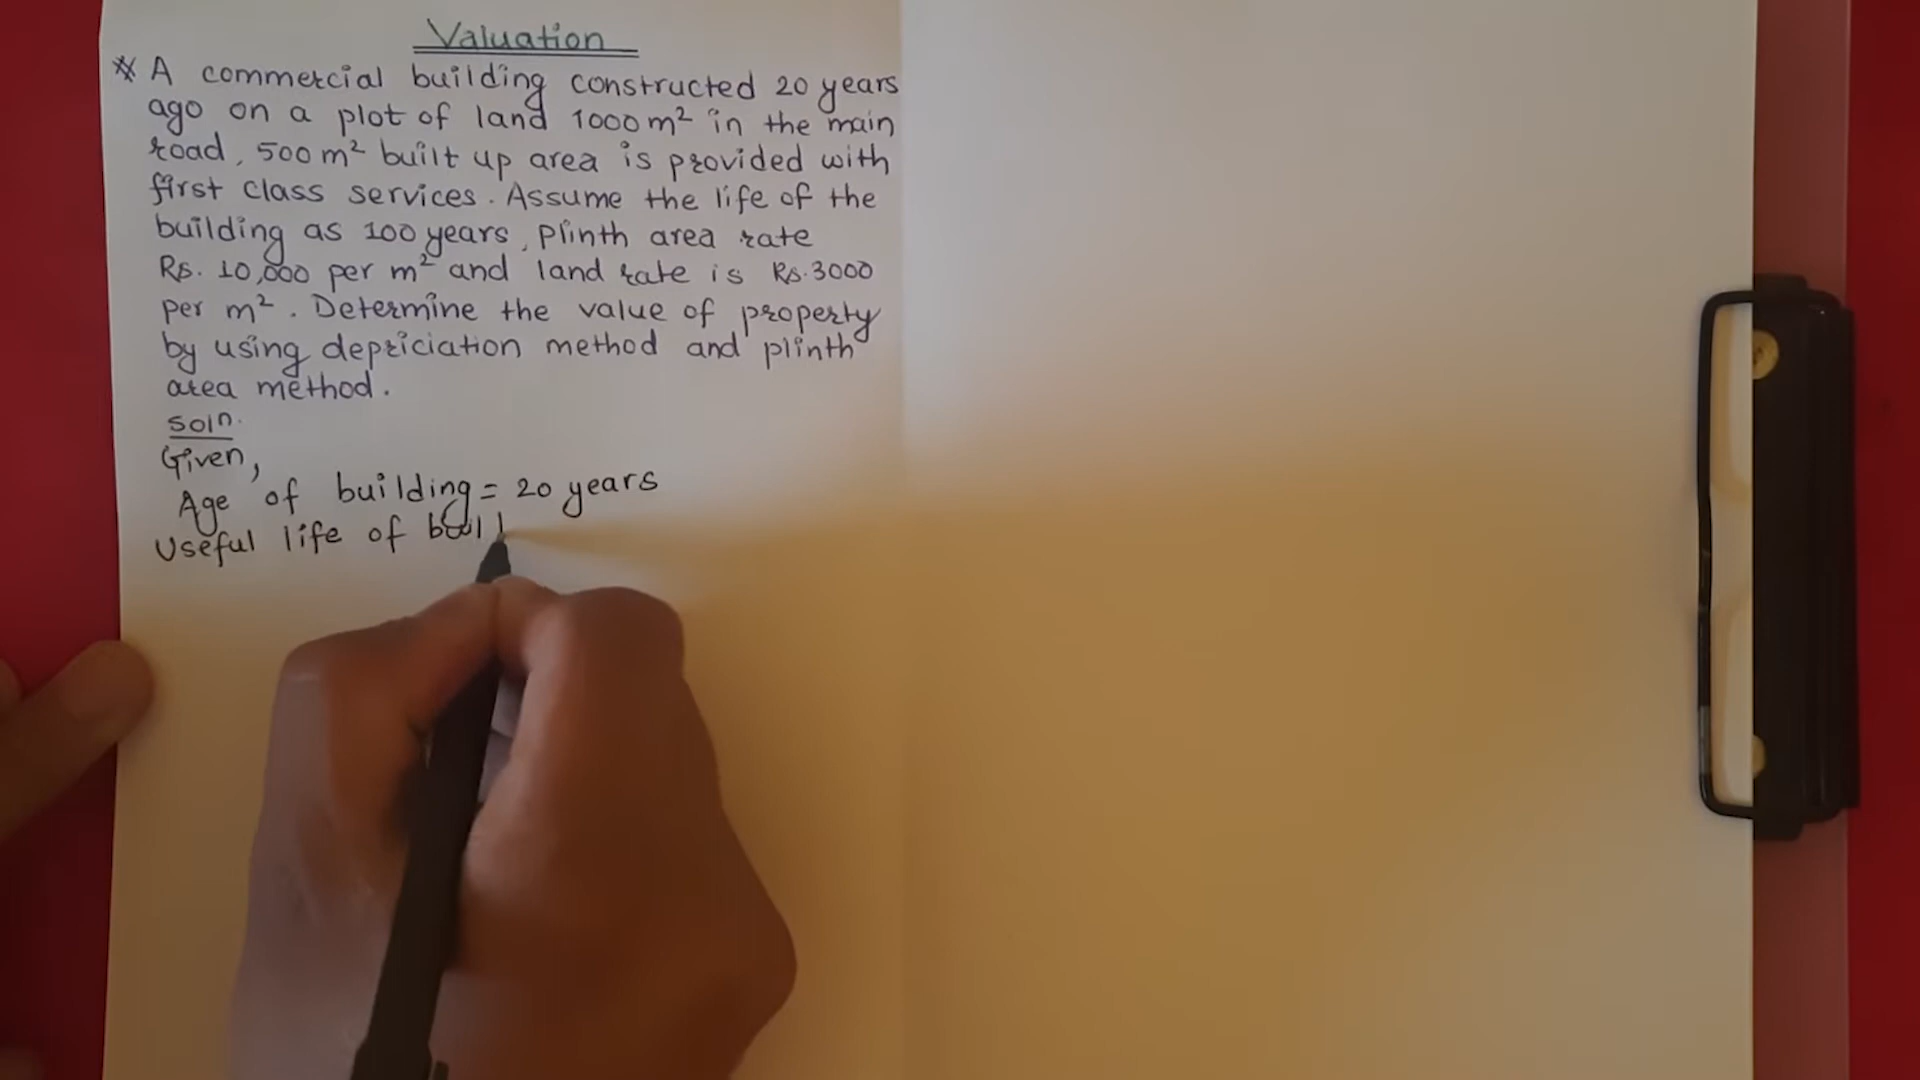 Valuation
* A commercial building constructed 20 years
ago on a plot of land 1000 m² in the main
road, 500 m² built up area is provided with
first class services. Assume the life of the
building as 100 years, plinth area rate
Rs. 10,000 per m² and land rate is Rs. 3000
per m². Determine the value of property
by using depriciation method and plinth
area method.
Soln.
Given,
Age of building = 20 years
Useful life of buil